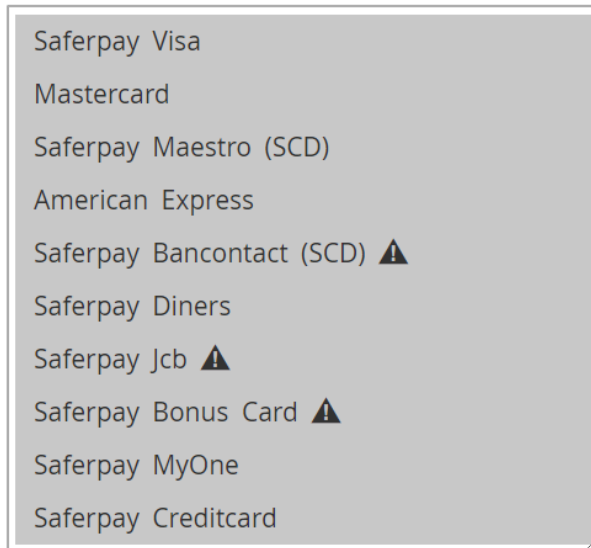 Saferpay Visa
Mastercard
Saferpay Maestro (SCD)
American Express
Saferpay Bancontact (SCD) ⚠
Saferpay Diners
Saferpay Jcb ⚠
Saferpay Bonus Card ⚠
Saferpay MyOne
Saferpay Creditcard